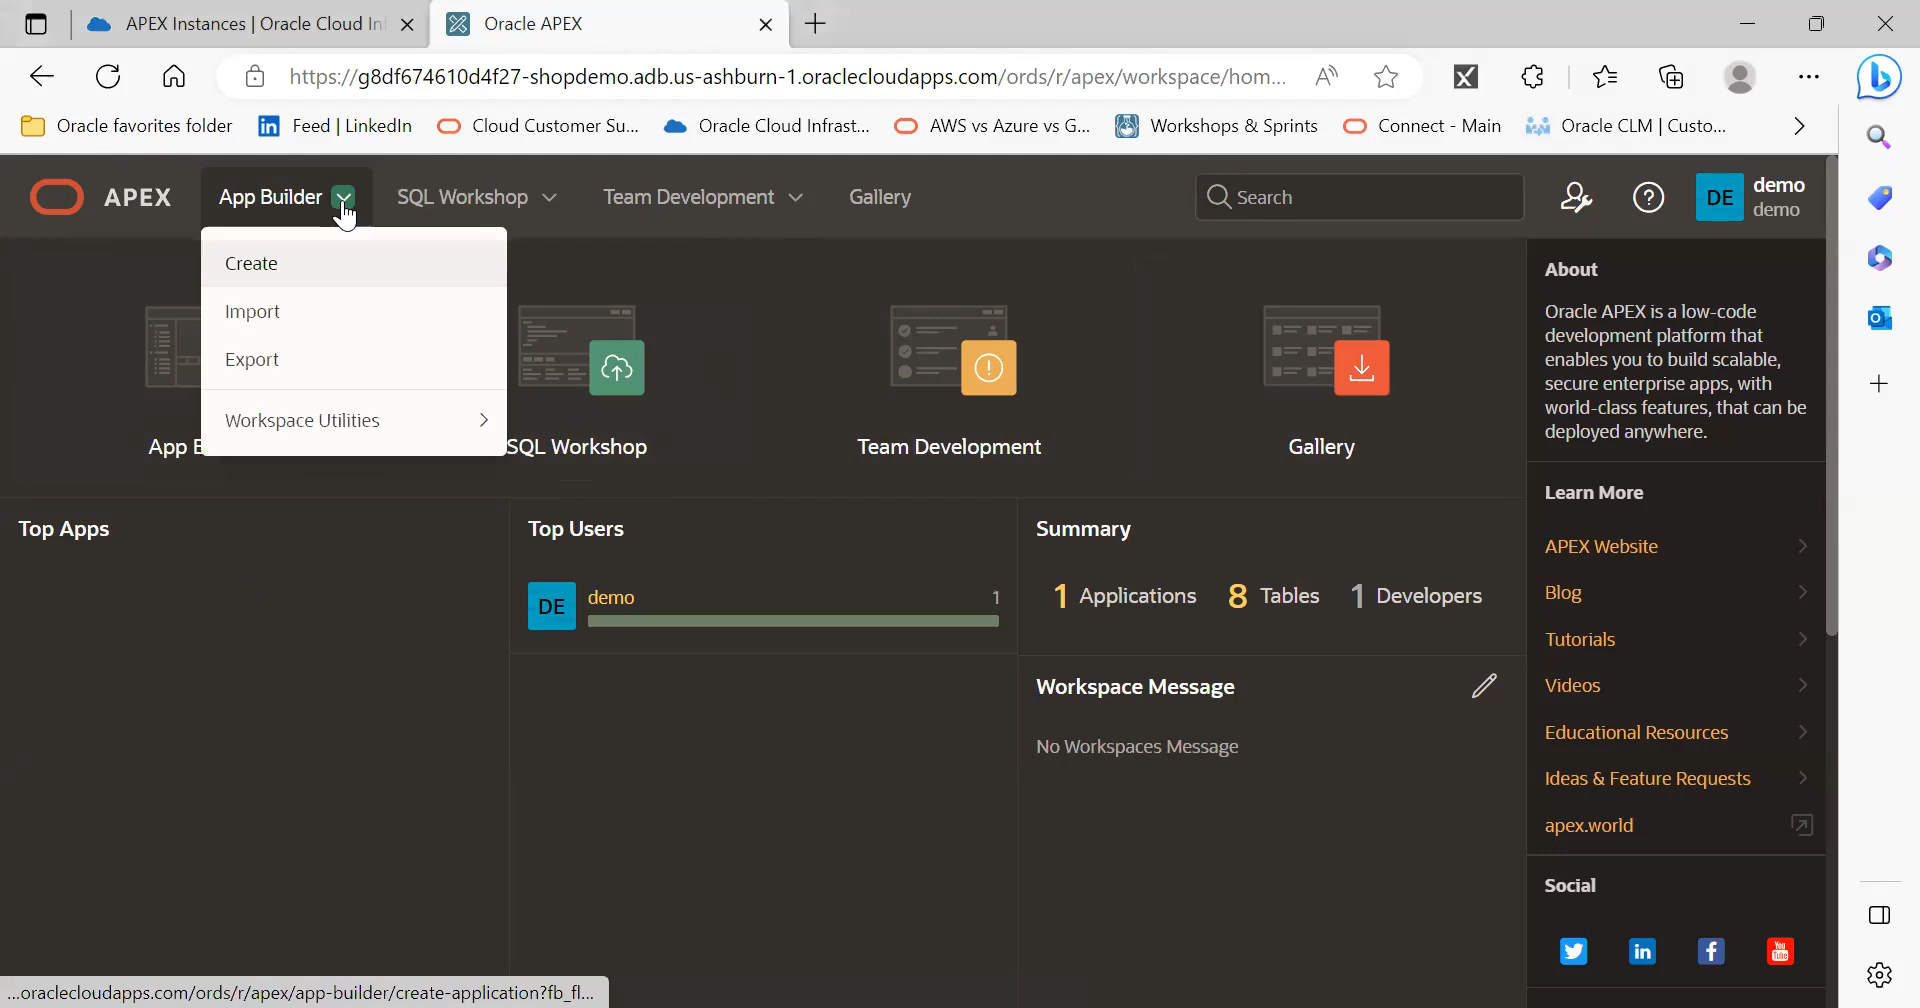 APEX Instances | Oracle Cloud In
Oracle APEX
https://g8df674610d4f27-shopdemo.adb.us-ashburn-1.oraclecloudapps.com/ords/r/apex/workspace/hom...
Oracle favorites folder
Feed | LinkedIn
Cloud Customer Su...
Oracle Cloud Infrast...
AWS vs Azure vs G...
Workshops & Sprints
Connect - Main
Oracle CLM | Custo...
APEX
App Builder
SQL Workshop
Team Development
Gallery
Search
DE
demo
demo
Create
Import
Export
Workspace Utilities
App B
SQL Workshop
Team Development
Gallery
About
Oracle APEX is a low-code
development platform that
enables you to build scalable,
secure enterprise apps, with
world-class features, that can be
deployed anywhere.
Learn More
APEX Website
Blog
Tutorials
Videos
Educational Resources
Ideas & Feature Requests
apex.world
Social
Top Apps
Top Users
DE
demo
1
Summary
1 Applications
8 Tables
1 Developers
Workspace Message
No Workspaces Message
...oraclecloudapps.com/ords/r/apex/app-builder/create-application?fb_fl...